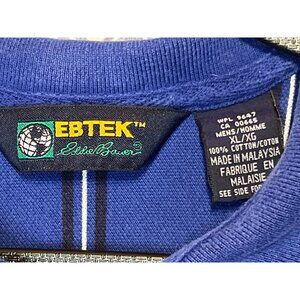 EBTEK™
Eddie Bauer
WPL 9647
CA 00665
MENS/HOMME
XL/XG
100% COTTON/COTON
MADE IN MALAYSIA
FABRIQUE EN
MALAISIE
SEE SIDE FOR